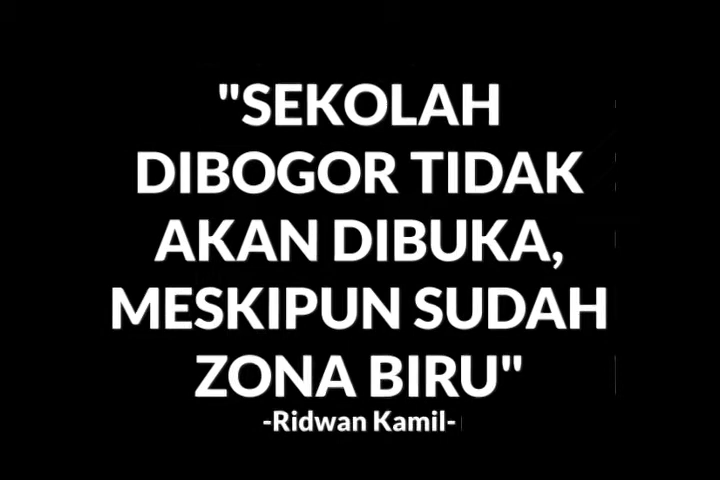 "SEKOLAH
DIBOGOR TIDAK
AKAN DIBUKA,
MESKIPUN SUDAH
ZONA BIRU"
-Ridwan Kamil-